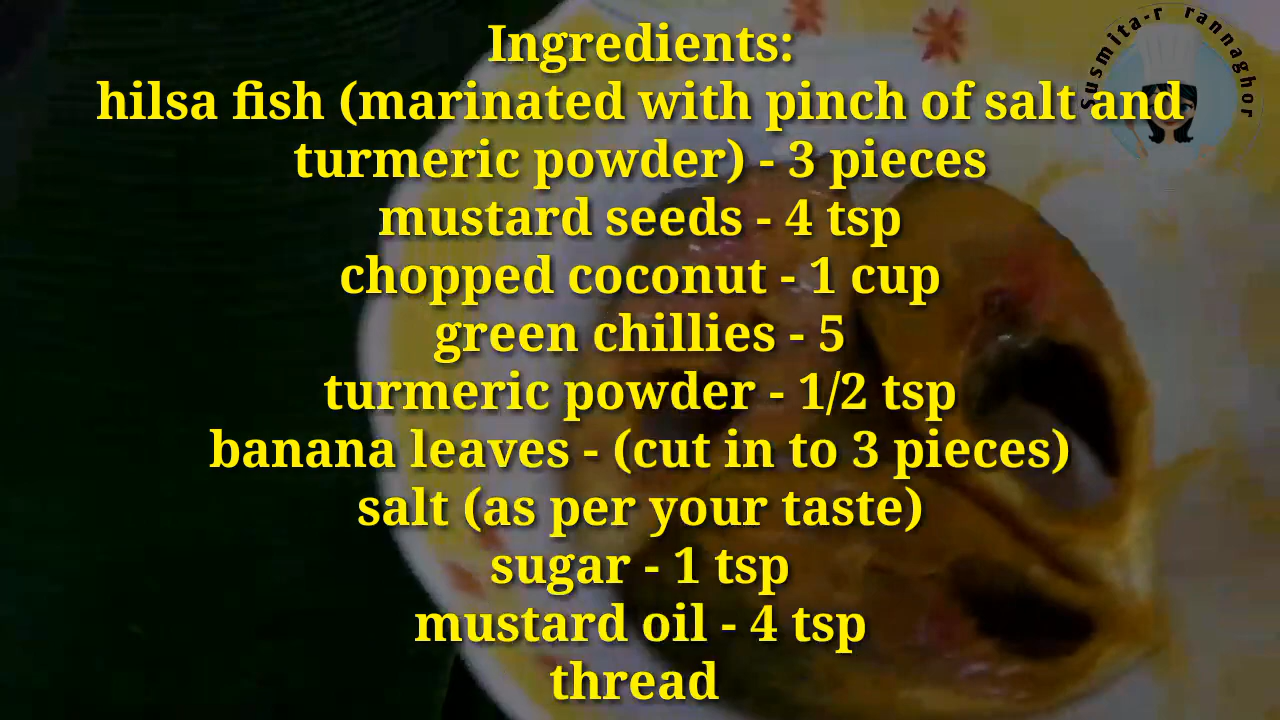 Susmita-r rannaghor
Ingredients:
hilsa fish (marinated with pinch of salt and
turmeric powder) - 3 pieces
mustard seeds - 4 tsp
chopped coconut - 1 cup
green chillies - 5
turmeric powder - 1/2 tsp
banana leaves - (cut in to 3 pieces)
salt (as per your taste)
sugar - 1 tsp
mustard oil - 4 tsp
thread